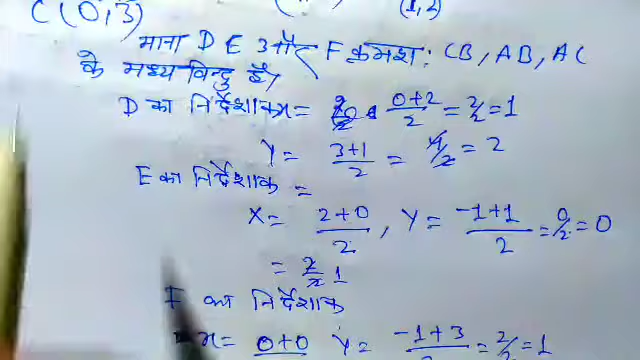 C(0,3) (1,2)
माना D E और F क्रमश: CB, AB, AC
के मध्य बिन्दु है,
D का निर्देशांक x = 0+2/2 = 2/2 = 1
Y = 3+1/2 = 4/2 = 2
E का निर्देशांक =
X = 2+0/2, Y = -1+1/2 = 0/2 = 0
= 2/2 1
F का निर्देशांक
x = 0+0 Y = -1+3/2 = 2/2 = 1